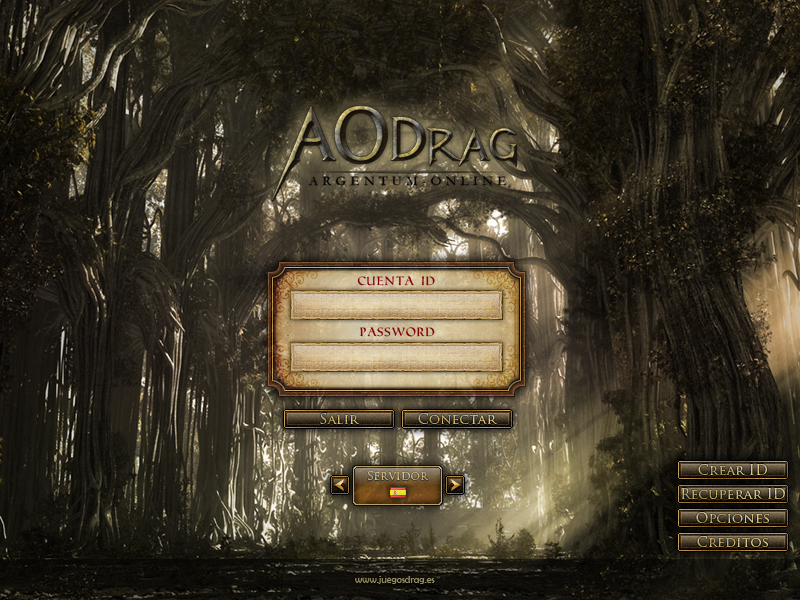 AODRAG
ARGENTUM ONLINE
CUENTA ID
PASSWORD
SALIR
CONECTAR
SERVIDOR
CREAR ID
RECUPERAR ID
OPCIONES
CREDITOS
www.juegosdrag.es